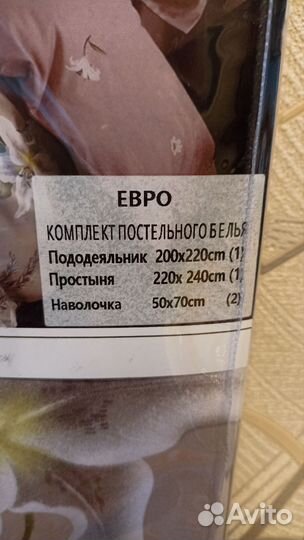 ЕВРО
КОМПЛЕКТ ПОСТЕЛЬНОГО БЕЛЬЯ
Пододеяльник 200x220cm (1)
Простыня 220x 240cm (1)
Наволочка 50x70cm (2)
Avito